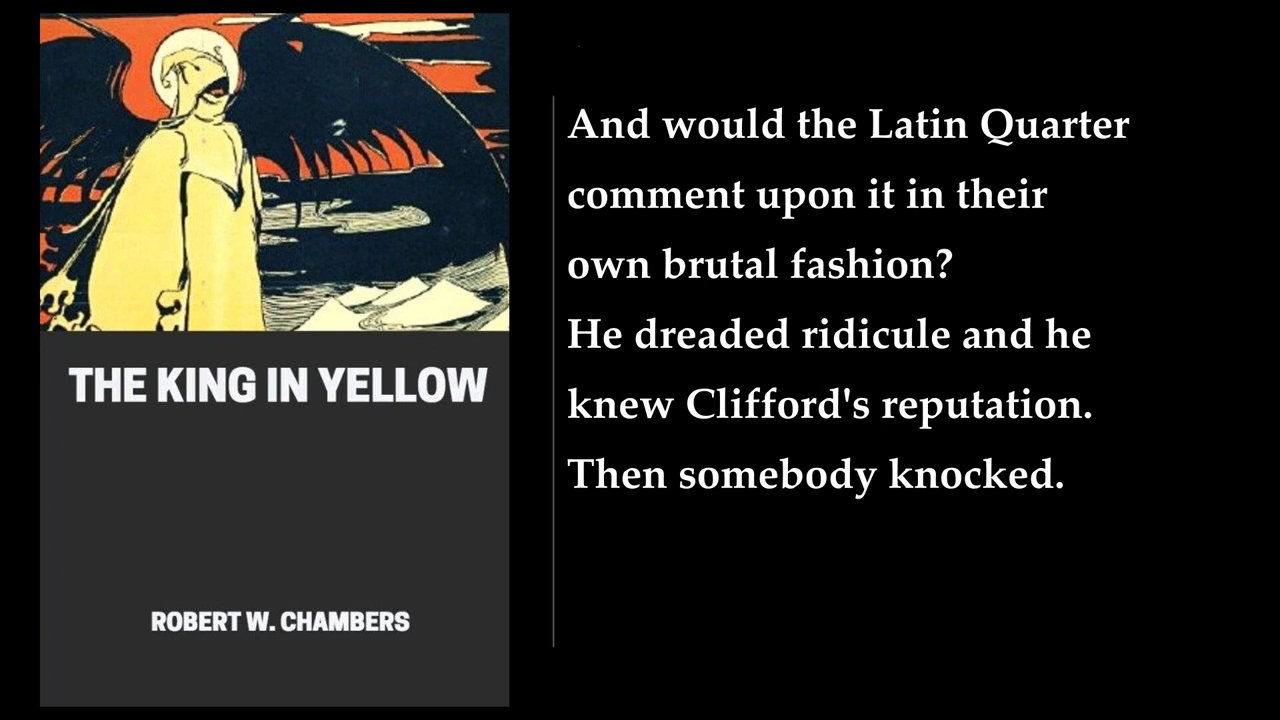 THE KING IN YELLOW
ROBERT W. CHAMBERS
And would the Latin Quarter
comment upon it in their
own brutal fashion?
He dreaded ridicule and he
knew Clifford's reputation.
Then somebody knocked.